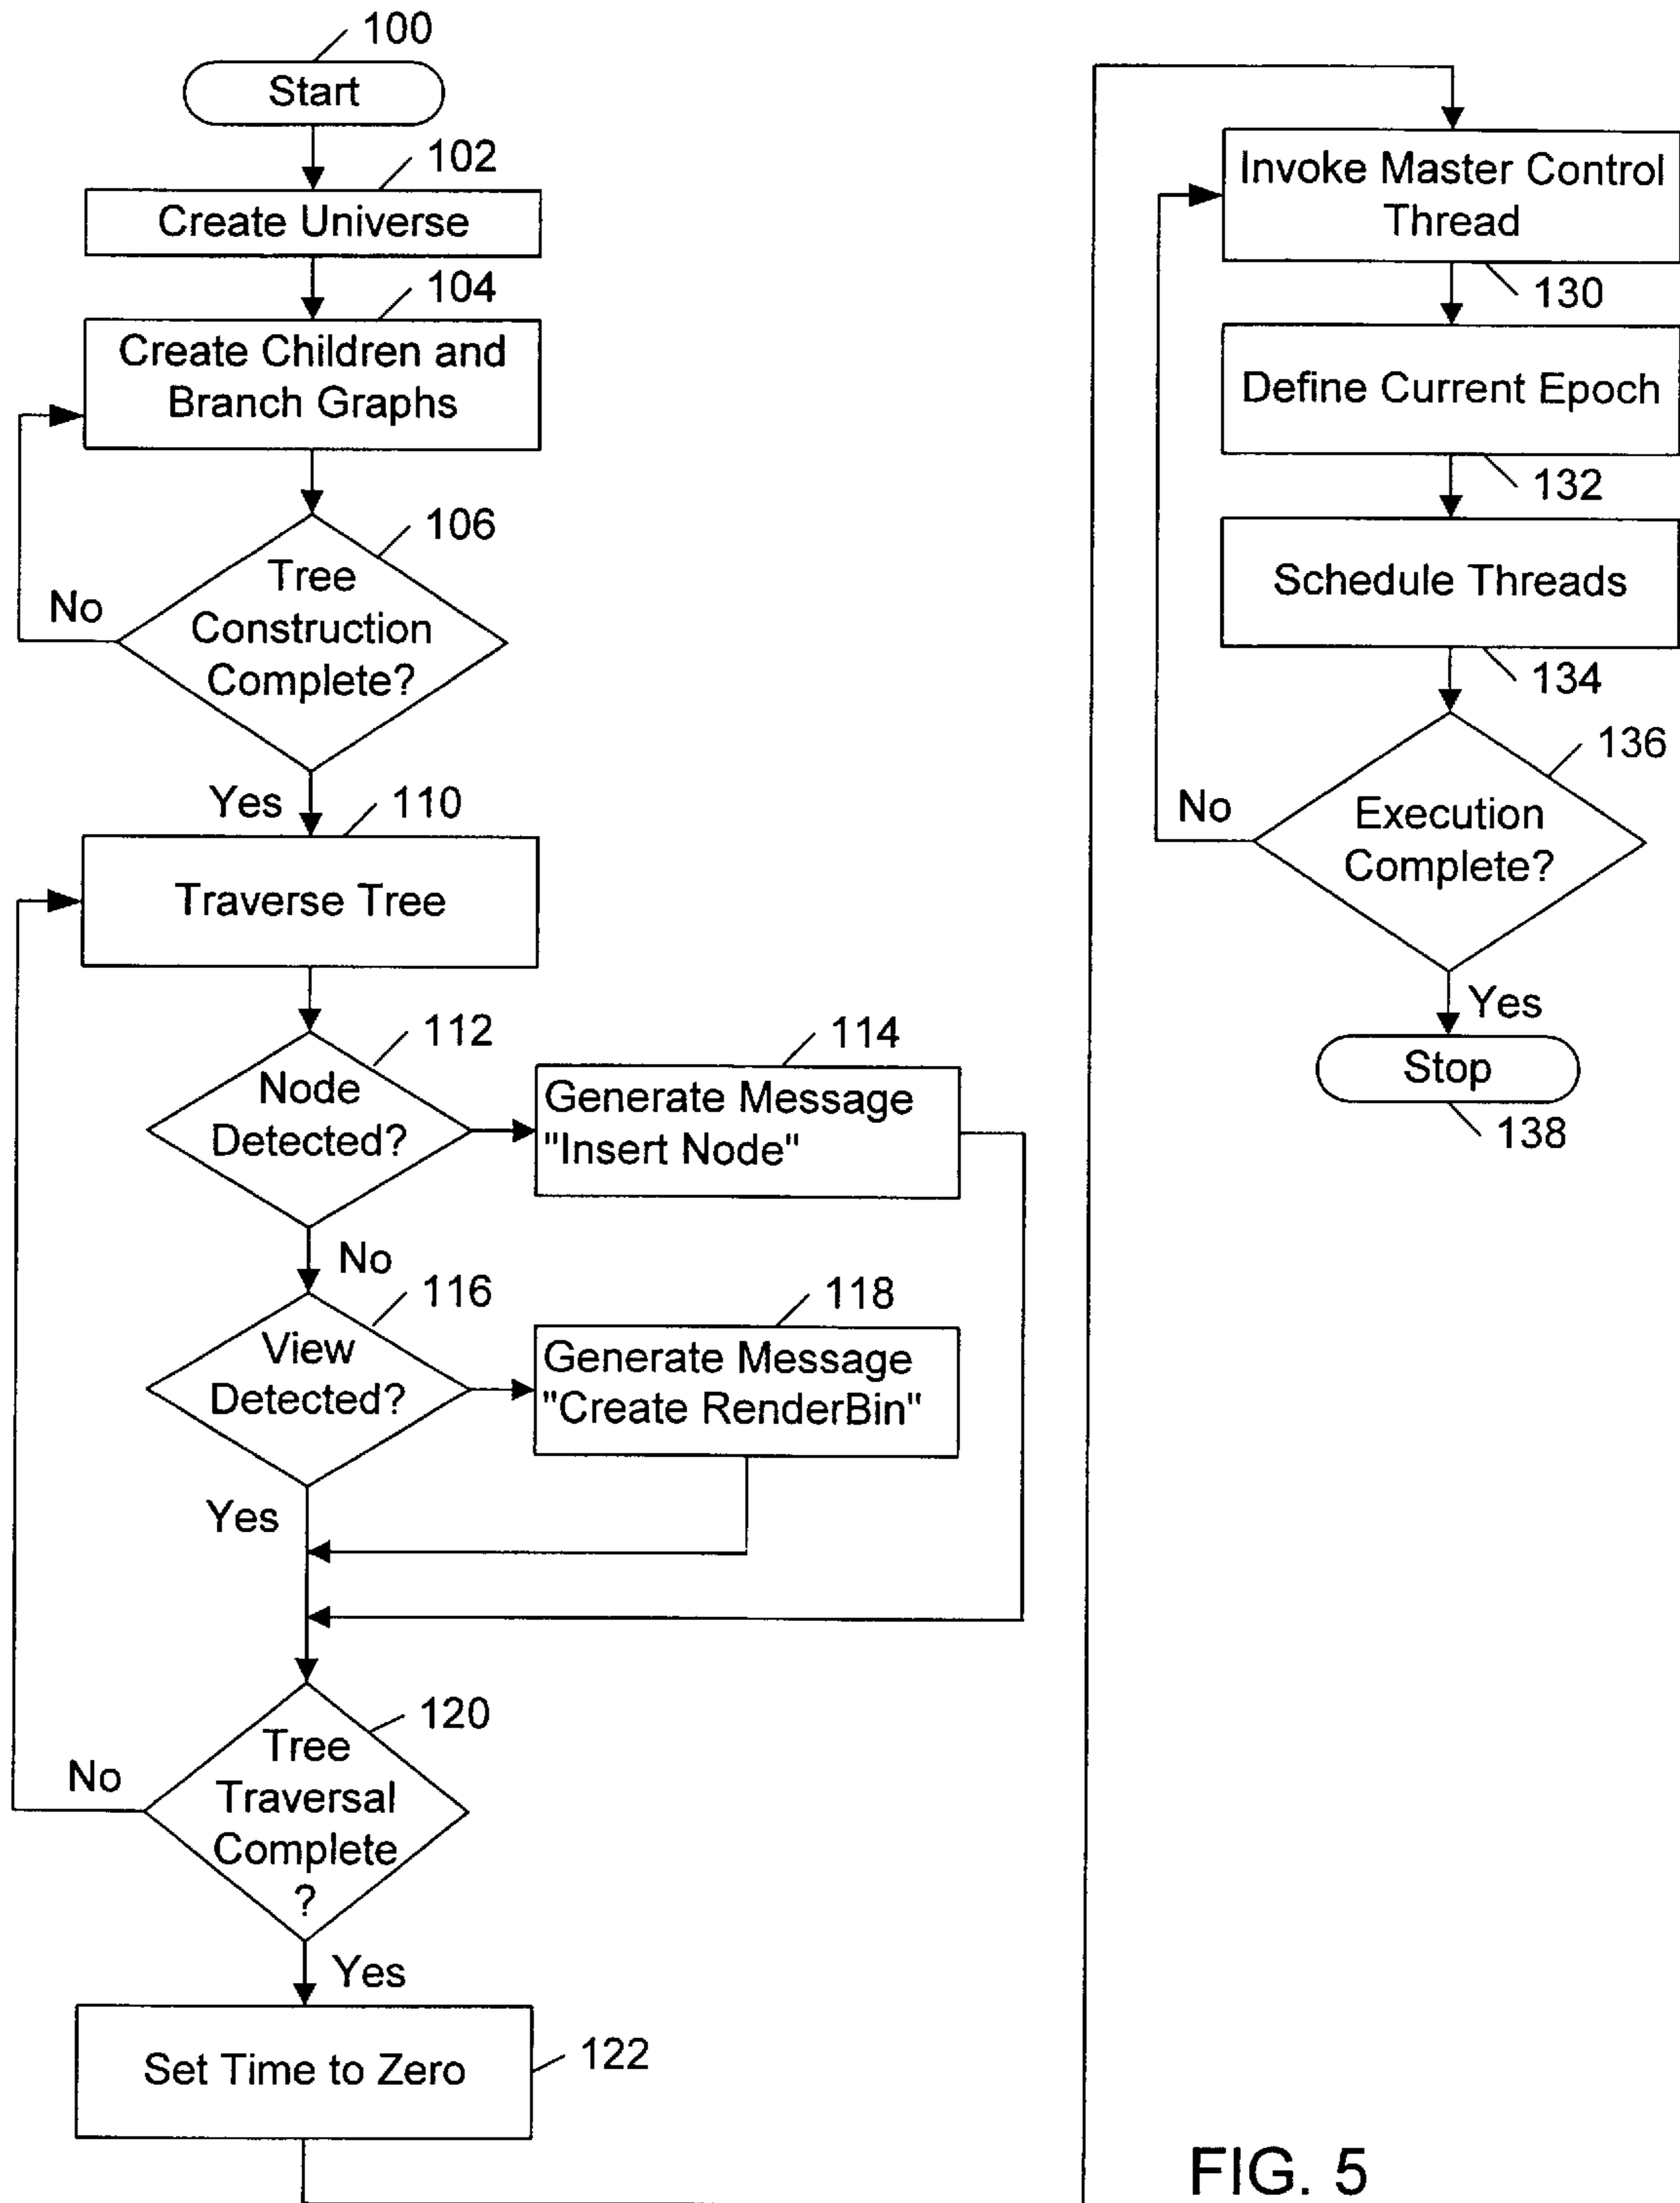 100
Start
102
Create Universe
104
Create Children and
Branch Graphs
106
Tree
Construction
Complete?
No
Yes
110
Traverse Tree
112
Node
Detected?
114
Generate Message
"Insert Node"
No
116
View
Detected?
118
Generate Message
"Create RenderBin"
Yes
120
Tree
Traversal
Complete
?
No
Yes
Set Time to Zero
122
Invoke Master Control
Thread
130
Define Current Epoch
132
Schedule Threads
134
136
Execution
Complete?
No
Yes
Stop
138
FIG. 5